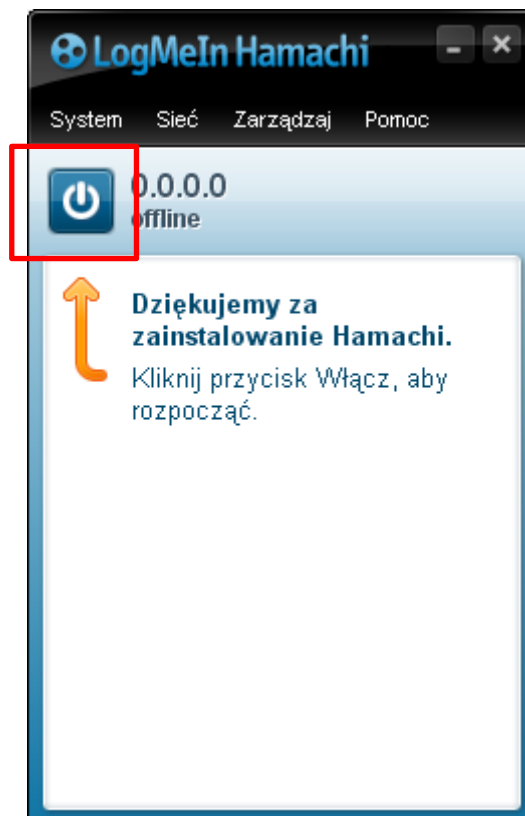 LogMeIn Hamachi
System Sieć Zarządzaj Pomoc
0.0.0.0
offline
Dziękujemy za
zainstalowanie Hamachi.
Kliknij przycisk Włącz, aby
rozpocząć.